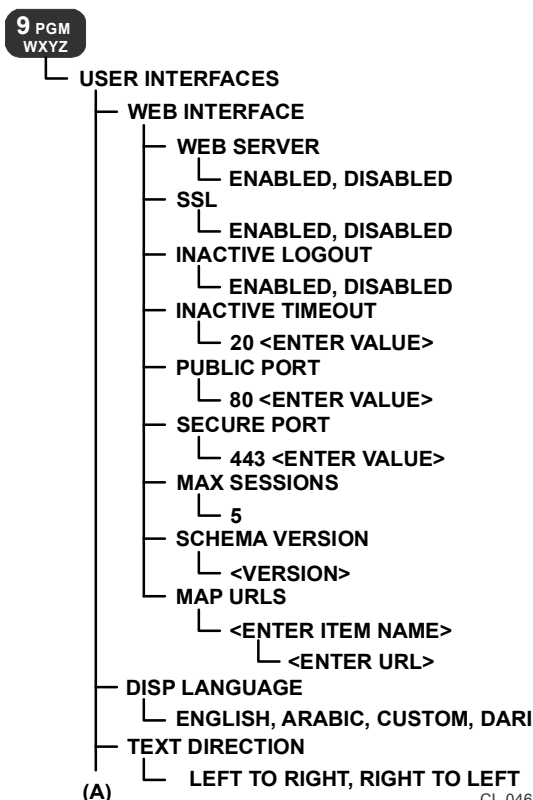 9 PGM
WXYZ
USER INTERFACES
WEB INTERFACE
WEB SERVER
ENABLED, DISABLED
SSL
ENABLED, DISABLED
INACTIVE LOGOUT
ENABLED, DISABLED
INACTIVE TIMEOUT
20 <ENTER VALUE>
PUBLIC PORT
80 <ENTER VALUE>
SECURE PORT
443 <ENTER VALUE>
MAX SESSIONS
5
SCHEMA VERSION
<VERSION>
MAP URLS
<ENTER ITEM NAME>
<ENTER URL>
DISP LANGUAGE
ENGLISH, ARABIC, CUSTOM, DARI
TEXT DIRECTION
LEFT TO RIGHT, RIGHT TO LEFT
(A)
CL_046